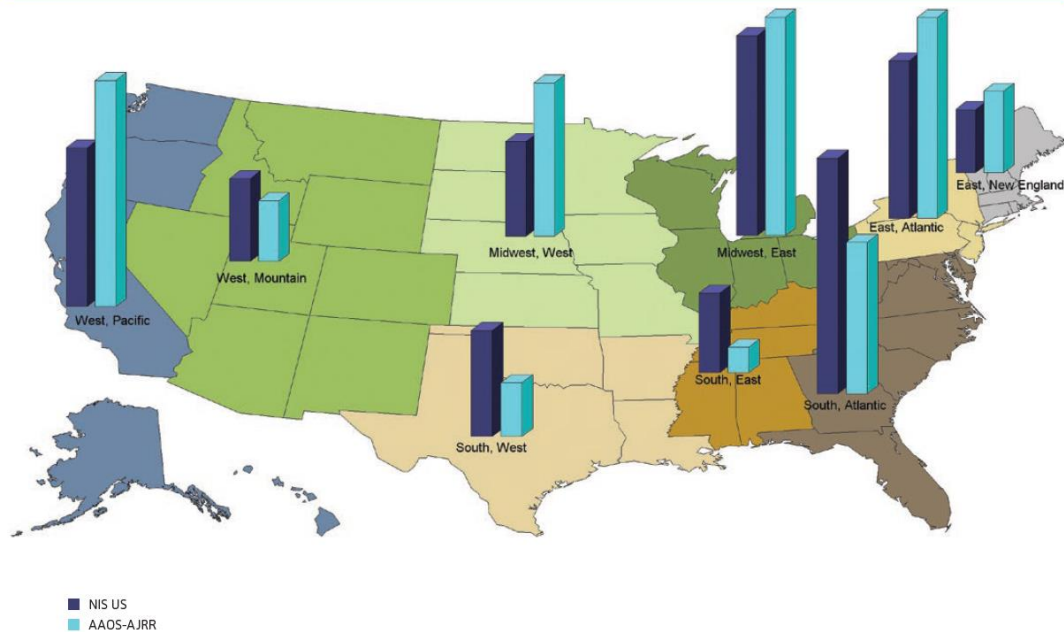 East, New England
East, Atlantic
Midwest, West
Midwest, East
West, Mountain
West, Pacific
South, East
South, Atlantic
South, West
NIS US
AAOS-AJRR